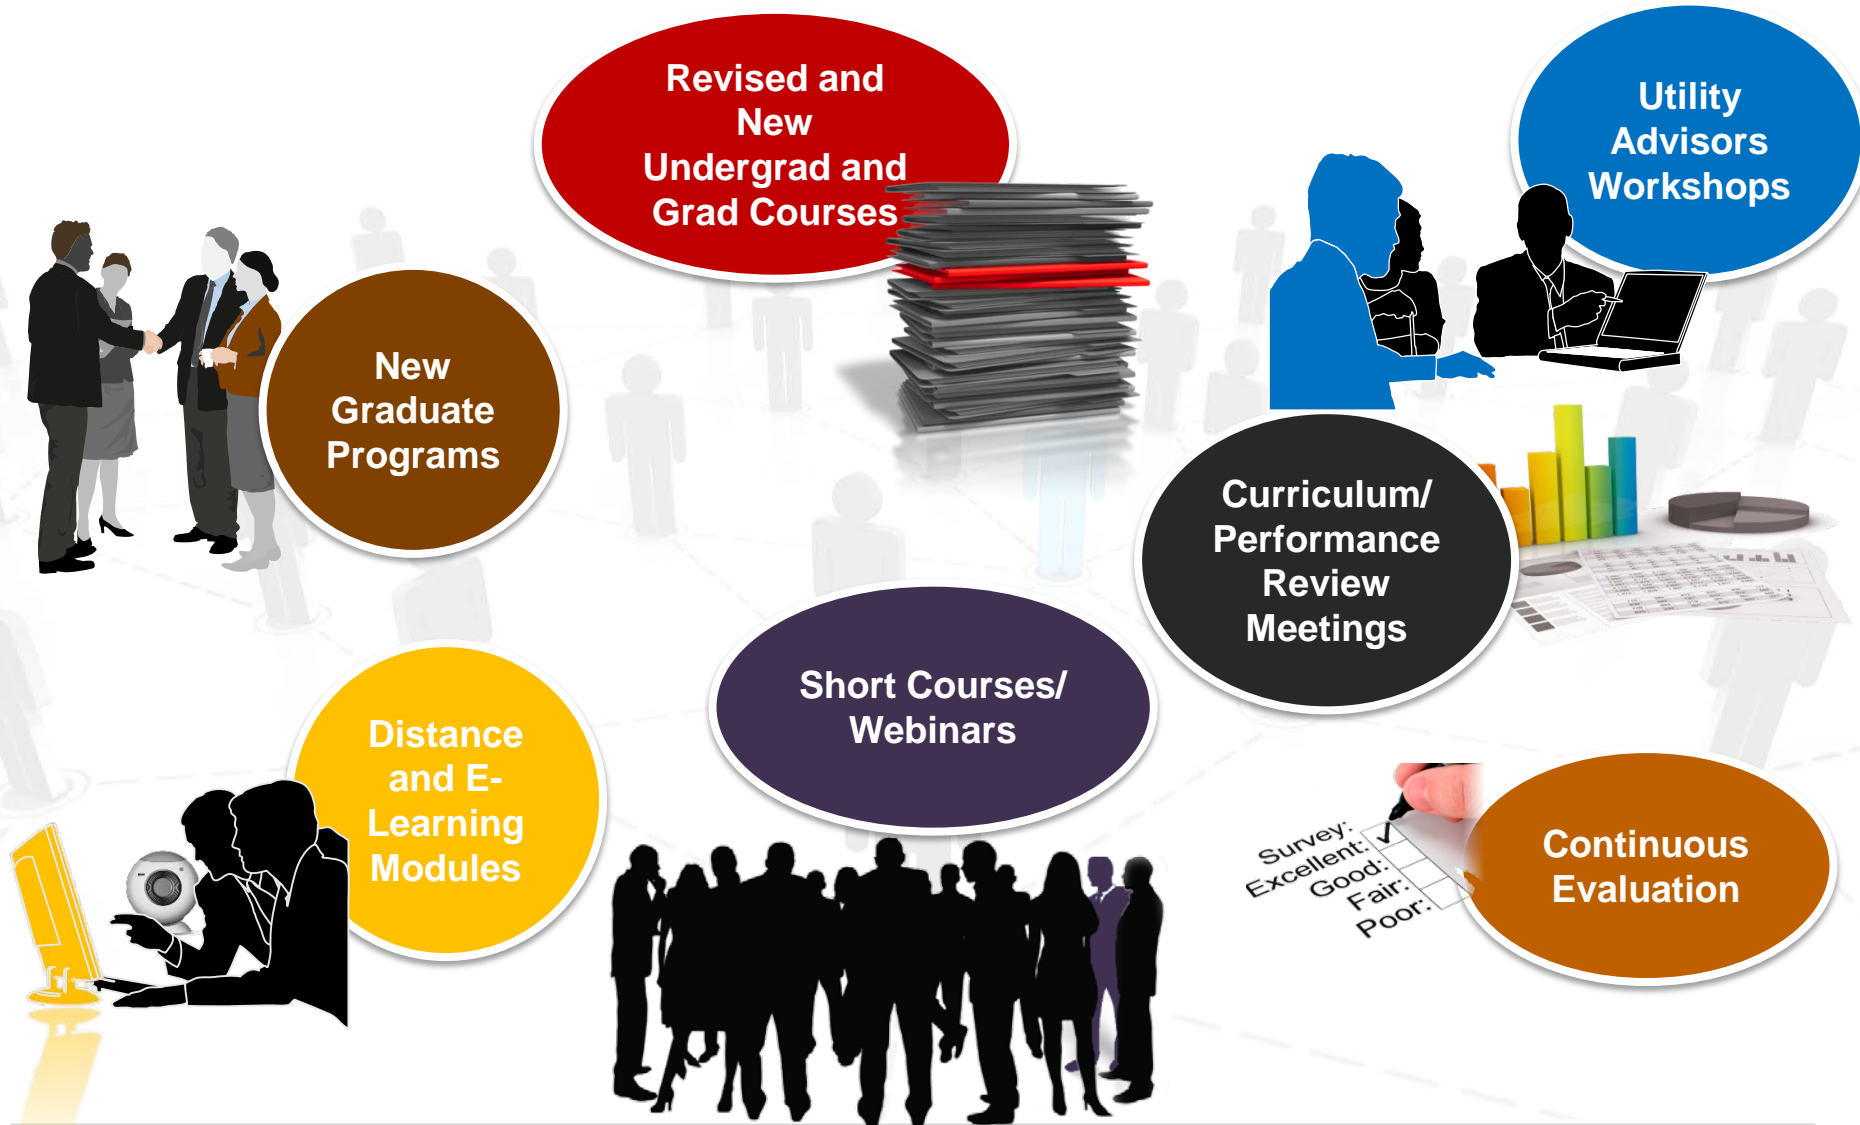 Revised and
New
Undergrad and
Grad Courses
Utility
Advisors
Workshops
New
Graduate
Programs
Curriculum/
Performance
Review
Meetings
Short Courses/
Webinars
Distance
and E-
Learning
Modules
Survey:
Excellent:
Good:
Fair:
Poor:
Continuous
Evaluation